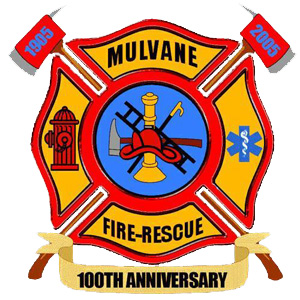 1905
2005
MULVANE
FIRE-RESCUE
100TH ANNIVERSARY